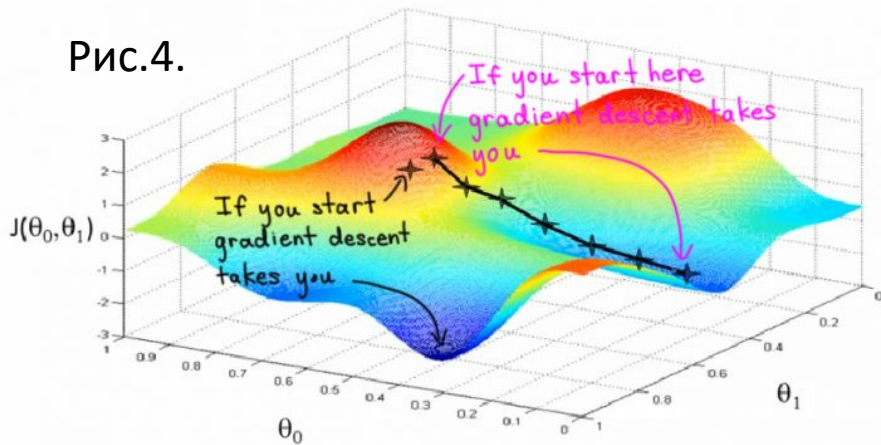 Рис.4.
If you start here
gradient descent takes
you
If you start
gradient descent
takes you
J(θ₀,θ₁)
3
2
1
0
-1
-2
-3
1
0.9
0.8
0.7
0.6
0.5
0.4
0.3
0.2
0.1
0
θ₀
1
0.8
0.6
0.4
0.2
0
θ₁